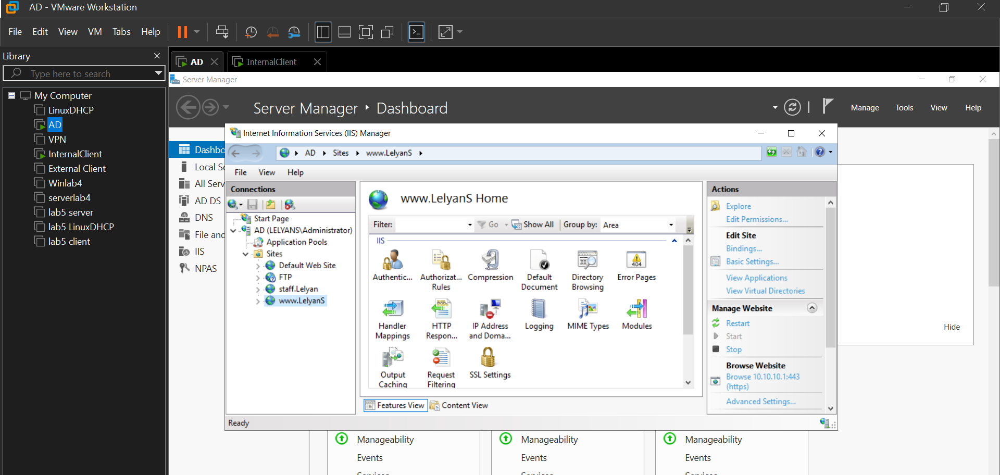 AD - VMware Workstation
File Edit View VM Tabs Help
Library
Type here to search
My Computer
LinuxDHCP
AD
VPN
InternalClient
External Client
Winlab4
serverlab4
lab5 server
lab5 LinuxDHCP
lab5 client
AD InternalClient
Server Manager
Server Manager Dashboard
Manage Tools View Help
Dashbo
Local Se
All Serv
AD DS
DNS
File and
IIS
NPAS
Internet Information Services (IIS) Manager
AD Sites www.LelyanS
File View Help
Connections
Start Page
AD (LELYANS\Administrator)
Application Pools
Sites
Default Web Site
FTP
staff.Lelyan
www.LelyanS
www.LelyanS Home
Filter: Go Show All Group by: Area
IIS
Authentic... Authorizat... Compression Default Directory Error Pages
Rules Document Browsing
404
Handler HTTP IP Address Logging MIME Types Modules
Mappings Respon... and Doma...
Output Request SSL Settings
Caching Filtering
Features View Content View
Actions
Explore
Edit Permissions...
Edit Site
Bindings...
Basic Settings...
View Applications
View Virtual Directories
Manage Website
Restart
Start
Stop
Browse Website
Browse 10.10.10.1:443
(https)
Advanced Settings...
Ready
Hide
Manageability Manageability Manageability
Events Events Events
Services Services Services